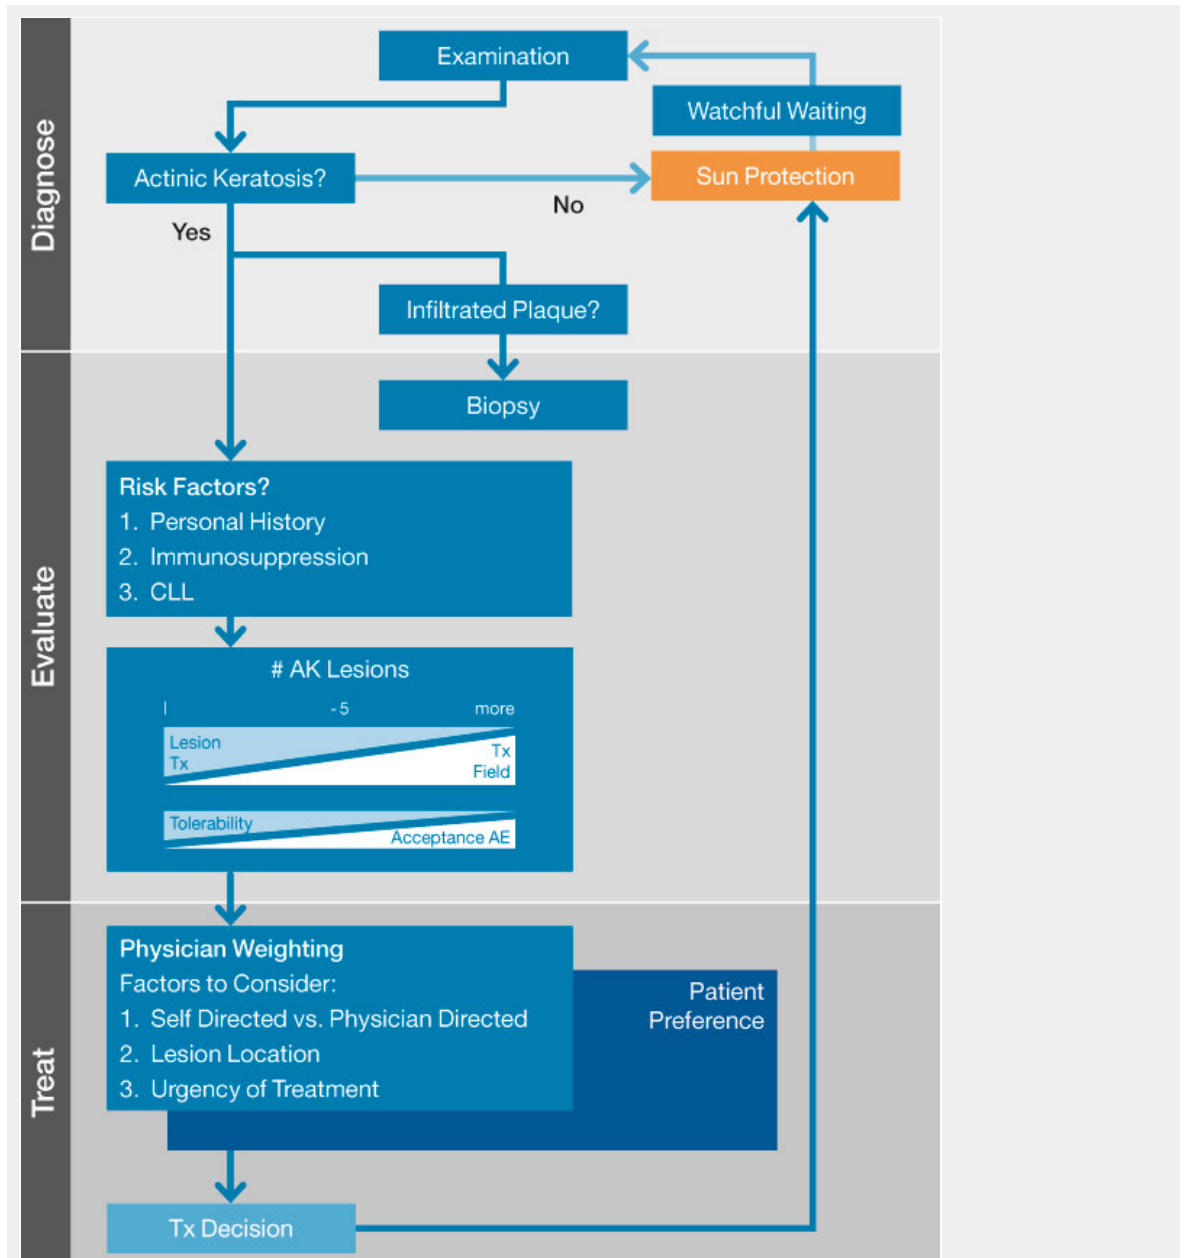 Diagnose
Examination
Watchful Waiting
Actinic Keratosis?
Sun Protection
No
Yes
Infiltrated Plaque?
Evaluate
Biopsy
Risk Factors?
1. Personal History
2. Immunosuppression
3. CLL
# AK Lesions
I - 5 more
Lesion
Tx
Tx
Field
Tolerability
Acceptance AE
Treat
Physician Weighting
Factors to Consider:
1. Self Directed vs. Physician Directed
2. Lesion Location
3. Urgency of Treatment
Patient
Preference
Tx Decision